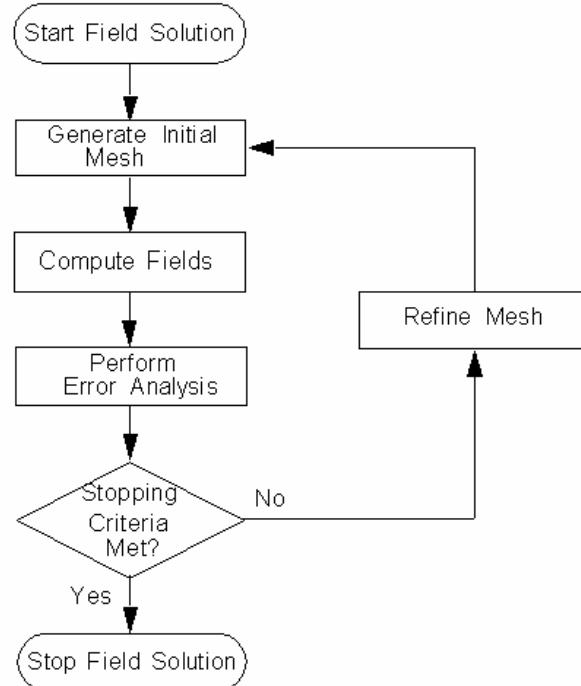 Start Field Solution
Generate Initial
Mesh
Compute Fields
Refine Mesh
Perform
Error Analysis
Stopping
Criteria
Met?
No
Yes
Stop Field Solution